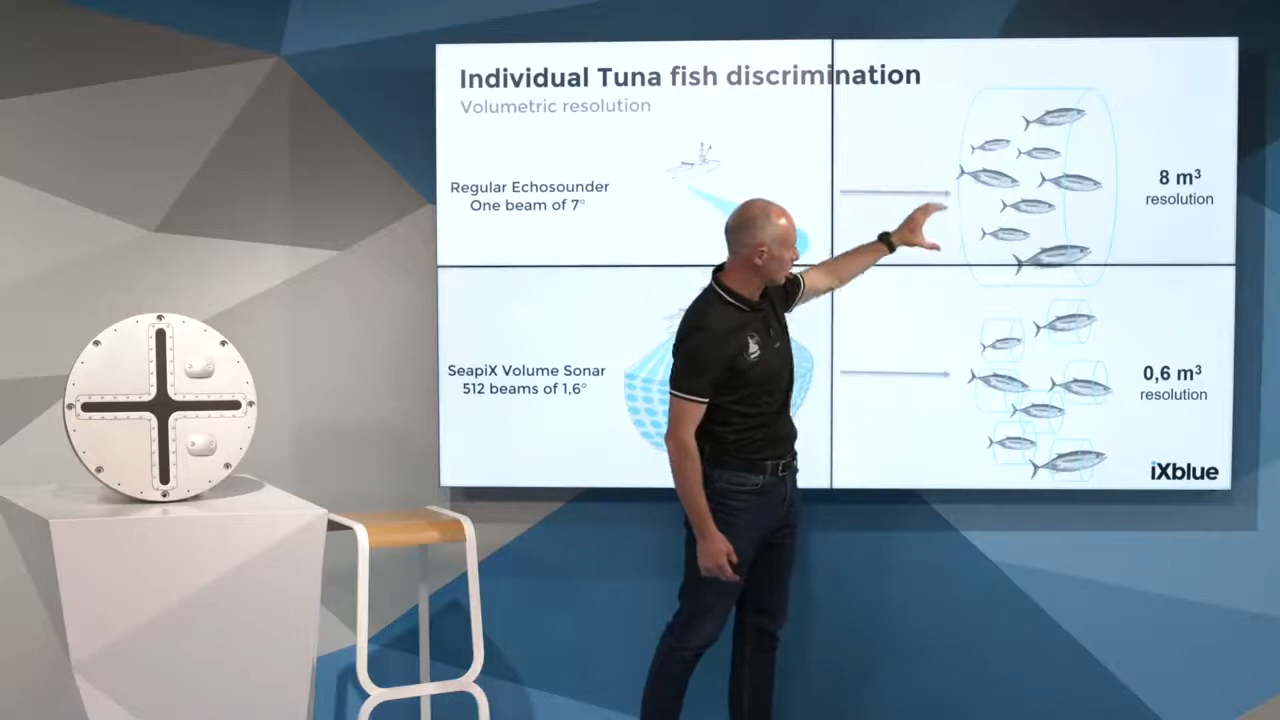 Individual Tuna fish discrimination
Volumetric resolution
Regular Echosounder
One beam of 7°
8 m³
resolution
SeapiX Volume Sonar
512 beams of 1,6°
0,6 m³
resolution
iXblue